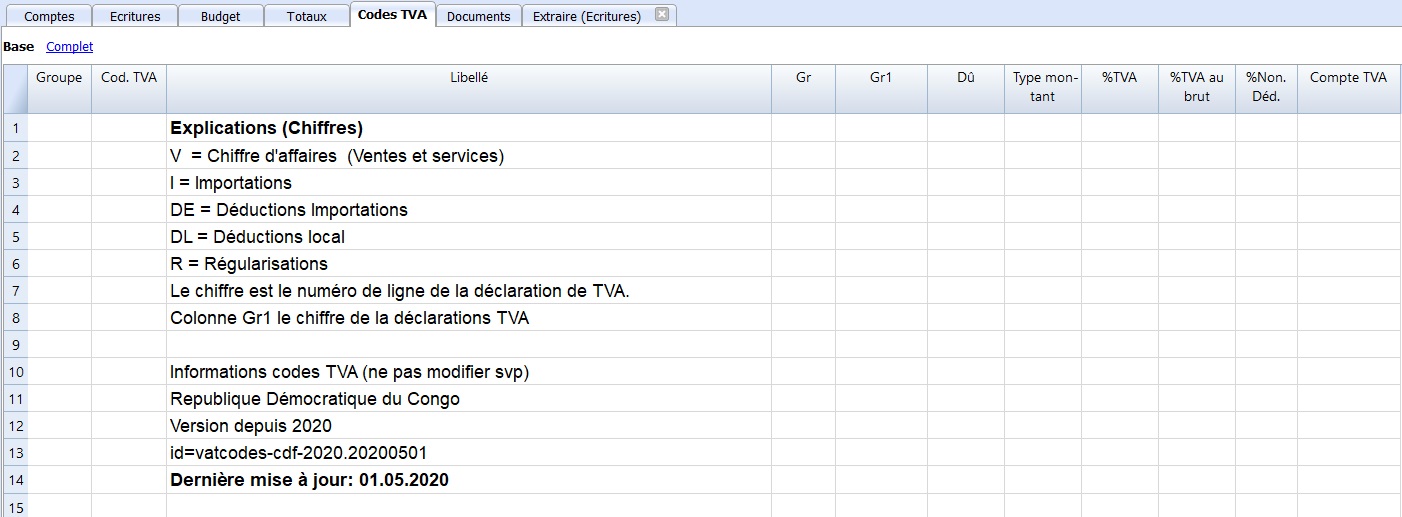 Comptes Ecritures Budget Totaux Codes TVA Documents Extraire (Ecritures)
Base Complet
Groupe Cod. TVA Libellé Gr Gr1 Dû Type mon- %TVA %TVA au %Non. Compte TVA
tant brut Déd.
1 Explications (Chiffres)
2 V = Chiffre d'affaires (Ventes et services)
3 I = Importations
4 DE = Déductions Importations
5 DL = Déductions local
6 R = Régularisations
7 Le chiffre est le numéro de ligne de la déclaration de TVA.
8 Colonne Gr1 le chiffre de la déclarations TVA
9
10 Informations codes TVA (ne pas modifier svp)
11 Republique Démocratique du Congo
12 Version depuis 2020
13 id=vatcodes-cdf-2020.20200501
14 Dernière mise à jour: 01.05.2020
15